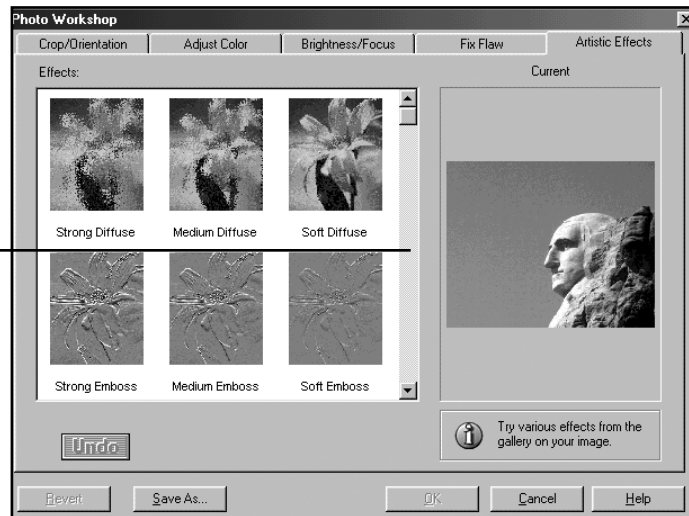 Photo Workshop
Crop/Orientation Adjust Color Brightness/Focus Fix Flaw Artistic Effects
Effects:
Current
Strong Diffuse Medium Diffuse Soft Diffuse
Strong Emboss Medium Emboss Soft Emboss
Try various effects from the
gallery on your image.
Undo
Revert Save As... OK Cancel Help